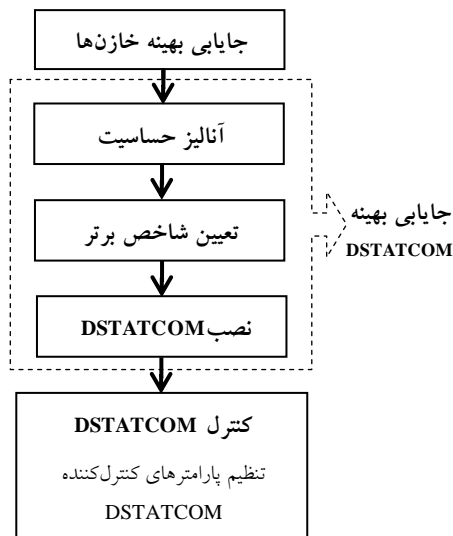 جایابی بهینه خازن‌ها
آنالیز حساسیت
تعیین شاخص برتر
نصب DSTATCOM
جایابی بهینه
DSTATCOM
کنترل DSTATCOM
تنظیم پارامترهای کنترل‌کننده
DSTATCOM